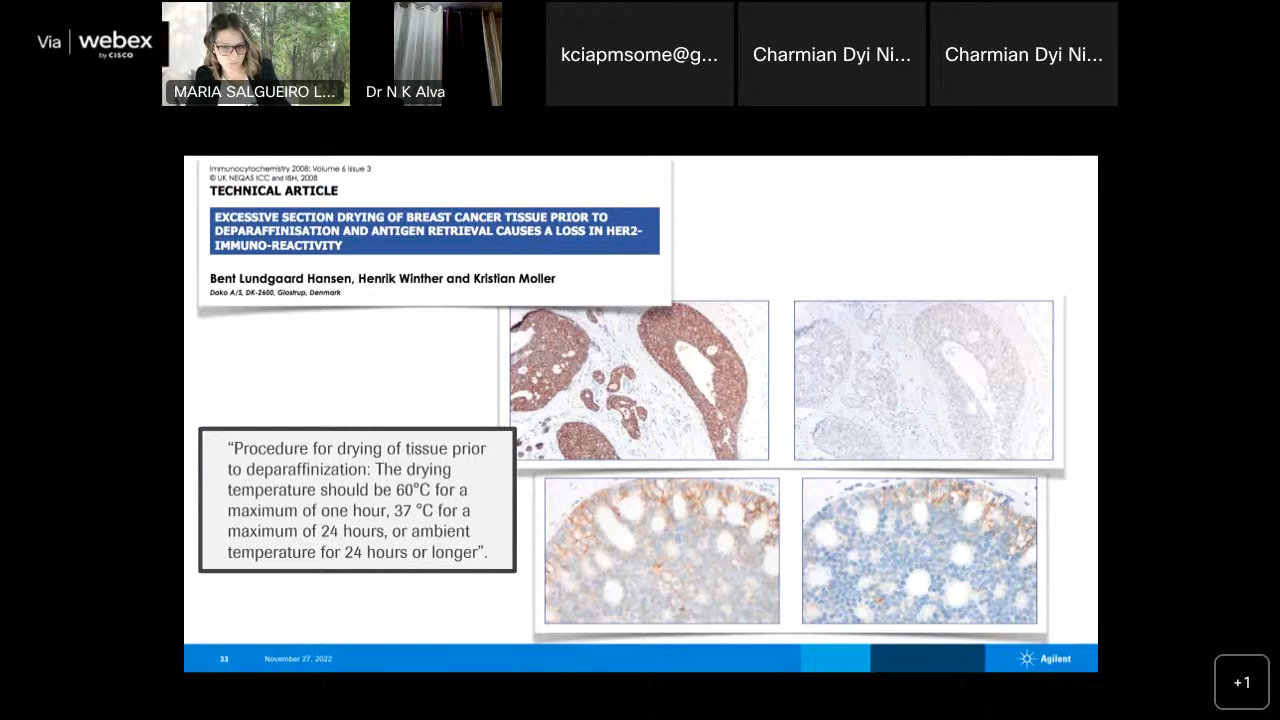 Via webex
by CISCO
MARIA SALGUEIRO L...
Dr N K Alva
kciapmsome@g...
Charmian Dyi Ni...
Charmian Dyi Ni...
Immunocytochemistry 2008: Volume 6 Issue 3
© UK NEQAS ICC and ISH, 2008
TECHNICAL ARTICLE
EXCESSIVE SECTION DRYING OF BREAST CANCER TISSUE PRIOR TO
DEPARAFFINISATION AND ANTIGEN RETRIEVAL CAUSES A LOSS IN HER2-
IMMUNO-REACTIVITY
Bent Lundgaard Hansen, Henrik Winther and Kristian Moller
Dako A/S, DK-2600, Glostrup, Denmark
“Procedure for drying of tissue prior
to deparaffinization: The drying
temperature should be 60°C for a
maximum of one hour, 37 °C for a
maximum of 24 hours, or ambient
temperature for 24 hours or longer”.
33
November 27, 2022
Agilent
+1